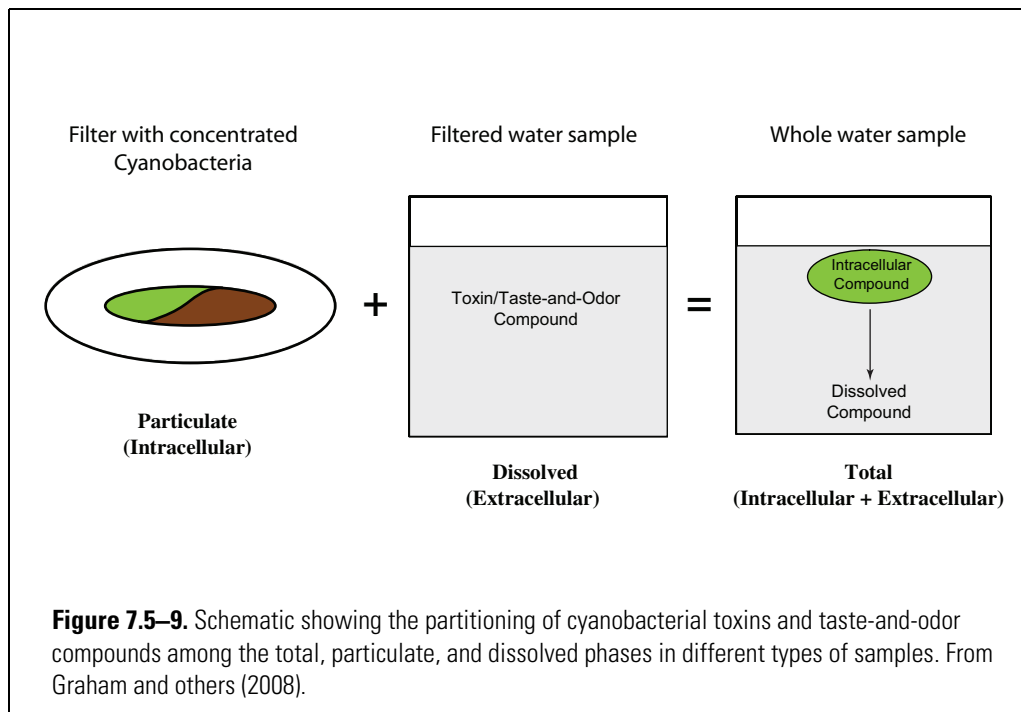 Filter with concentrated
Cyanobacteria
Filtered water sample
Whole water sample
+
Toxin/Taste-and-Odor
Compound
=
Intracellular
Compound
Dissolved
Compound
Particulate
(Intracellular)
Dissolved
(Extracellular)
Total
(Intracellular + Extracellular)
Figure 7.5–9. Schematic showing the partitioning of cyanobacterial toxins and taste-and-odor
compounds among the total, particulate, and dissolved phases in different types of samples. From
Graham and others (2008).